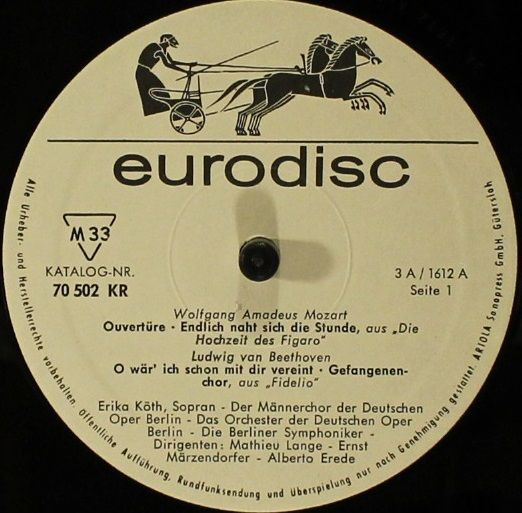 eurodisc
M 33
KATALOG-NR.
70 502 KR
3 A / 1612 A
Seite 1
Wolfgang Amadeus Mozart
Ouvertüre · Endlich naht sich die Stunde, aus „Die
Hochzeit des Figaro“
Ludwig van Beethoven
O wär' ich schon mit dir vereint · Gefangenen-
chor, aus „Fidelio“
Erika Köth, Sopran - Der Männerchor der Deutschen
Oper Berlin - Das Orchester der Deutschen Oper
Berlin - Die Berliner Symphoniker -
Dirigenten: Mathieu Lange - Ernst
Märzendorfer - Alberto Erede
Alle Urheber- und Herstellerrechte vorbehalten. Öffentliche Aufführung, Rundfunksendung und Überspielung nur nach Genehmigung gestattet. ARIOLA Sonopress GmbH. Gütersloh